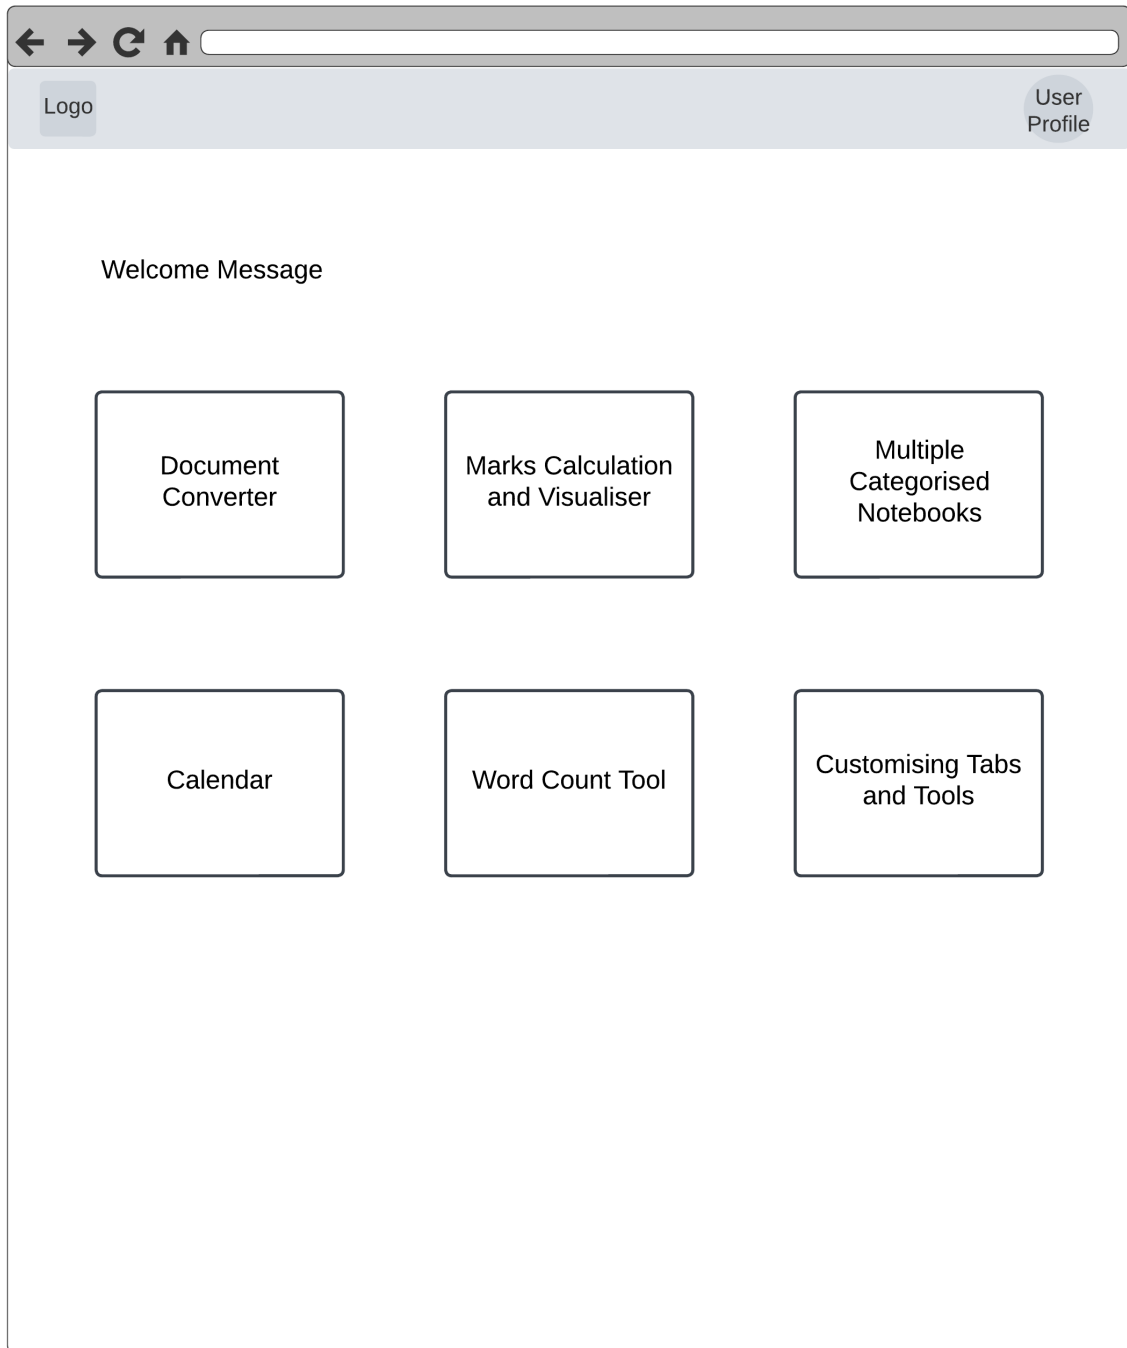 Logo
User
Profile
Welcome Message
Document
Converter
Marks Calculation
and Visualiser
Multiple
Categorised
Notebooks
Calendar
Word Count Tool
Customising Tabs
and Tools